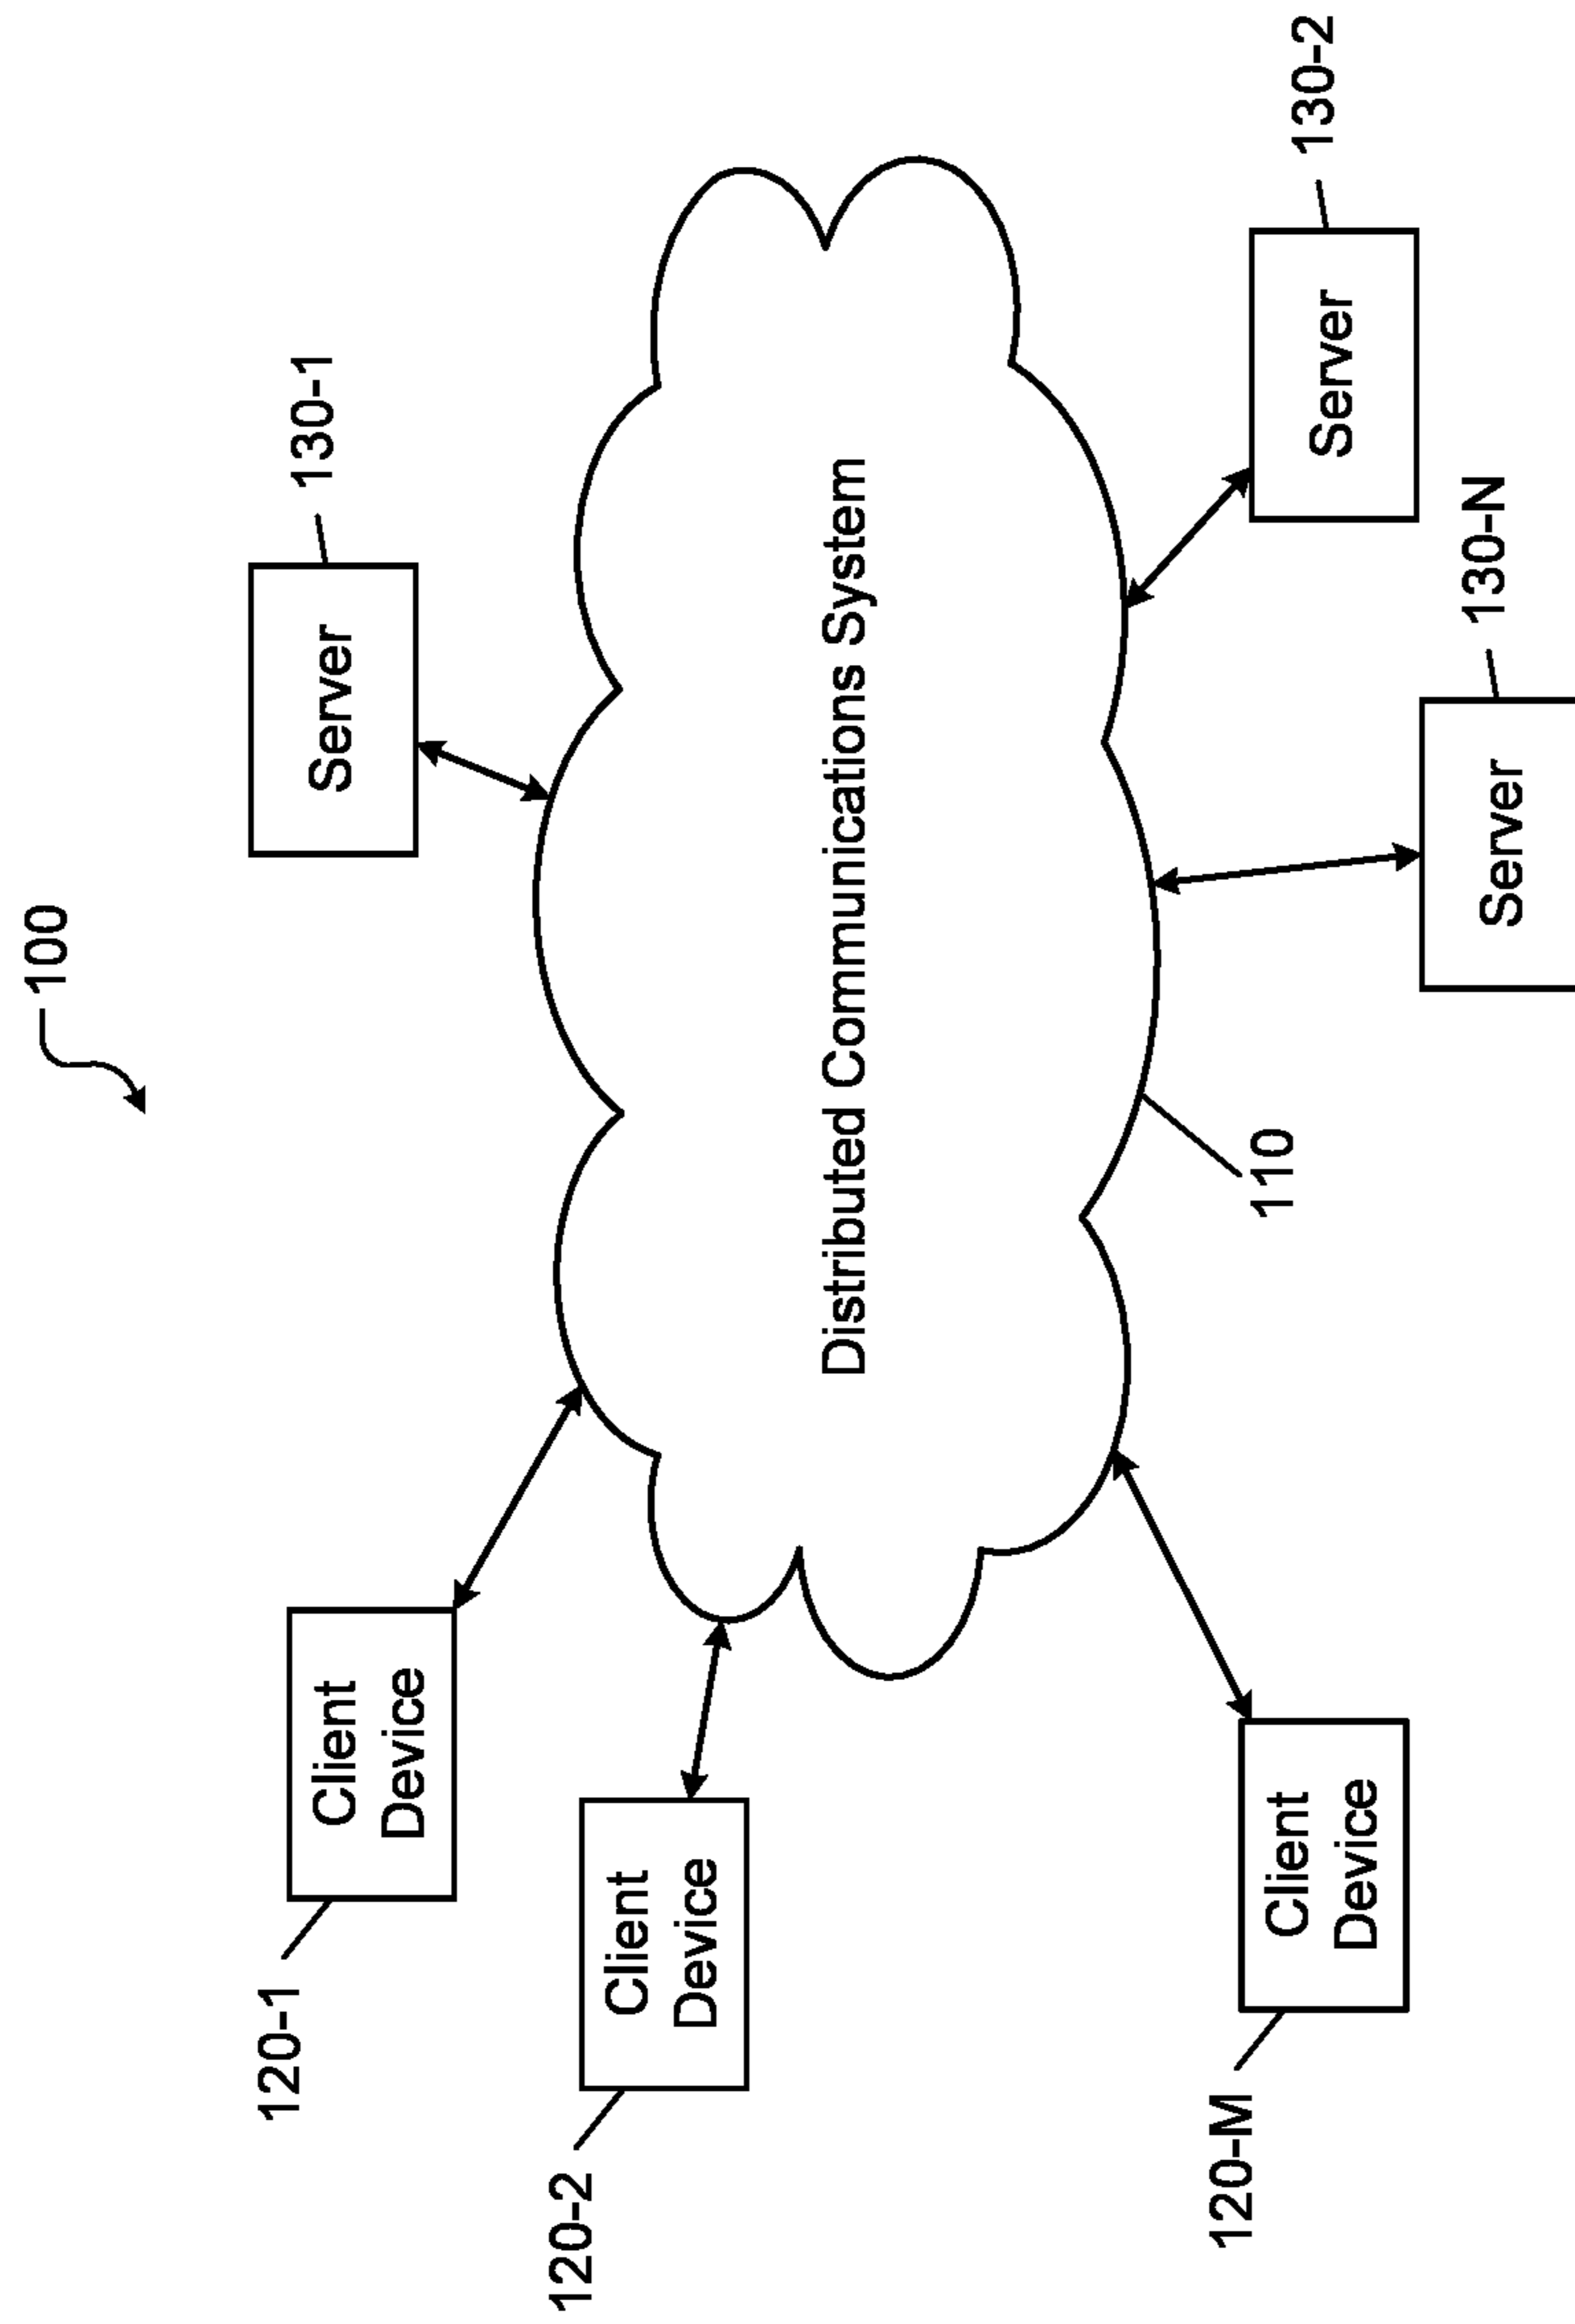 100
130-1
Server
120-1
Client
Device
120-2
Client
Device
Distributed Communications System
110
130-2
Server
120-M
Client
Device
130-N
Server